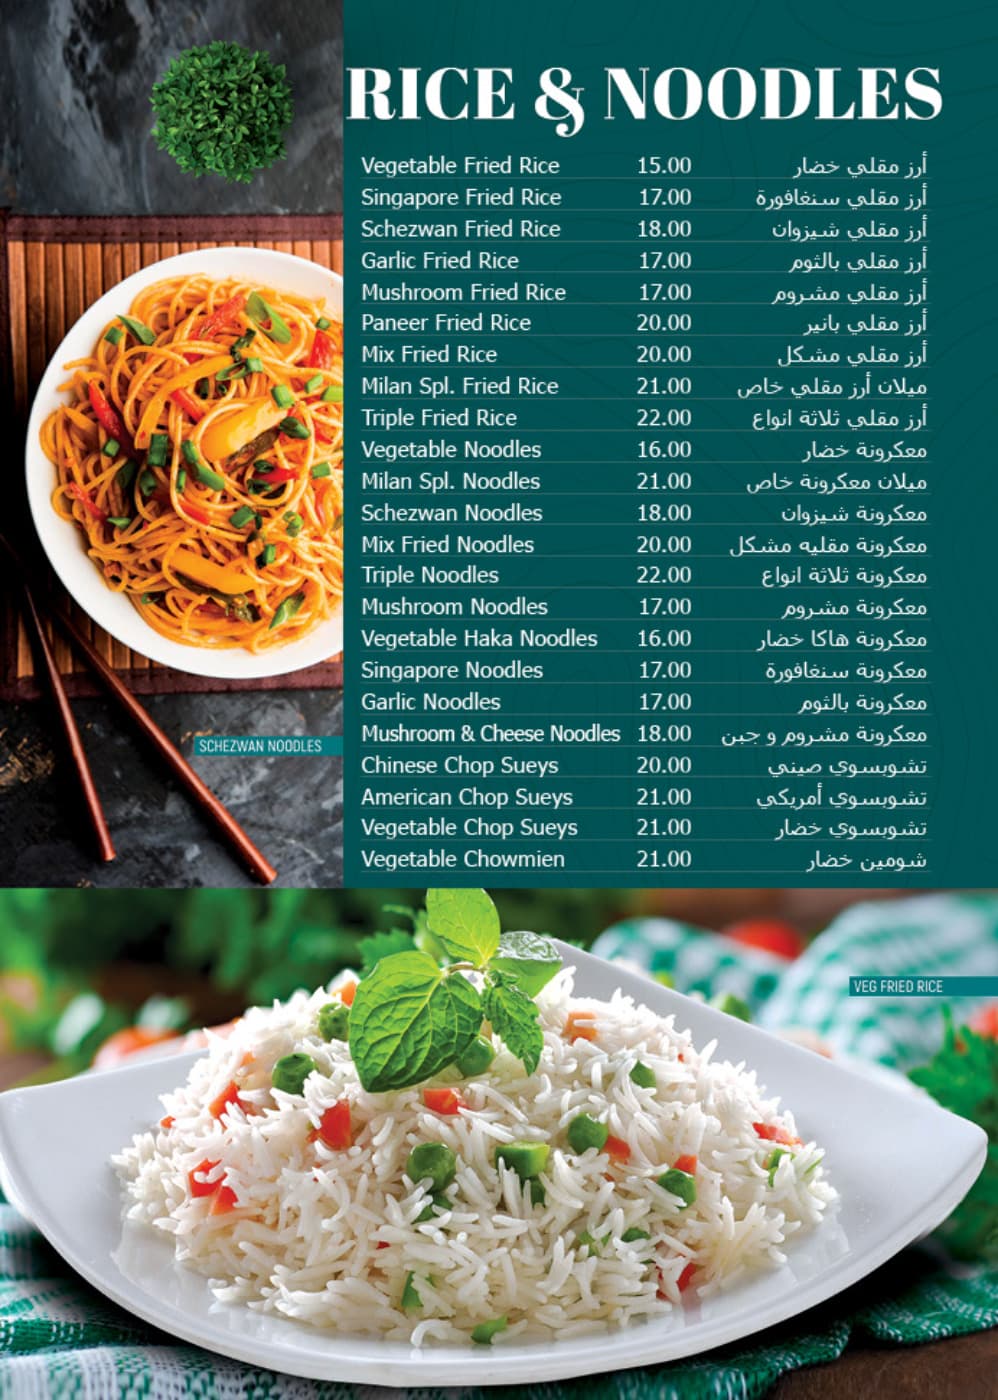 RICE & NOODLES
Vegetable Fried Rice 15.00 أرز مقلي خضار
Singapore Fried Rice 17.00 أرز مقلي سنغافورة
Schezwan Fried Rice 18.00 أرز مقلي شيزوان
Garlic Fried Rice 17.00 أرز مقلي بالثوم
Mushroom Fried Rice 17.00 أرز مقلي مشروم
Paneer Fried Rice 20.00 أرز مقلي بانير
Mix Fried Rice 20.00 أرز مقلي مشكل
Milan Spl. Fried Rice 21.00 ميلان أرز مقلي خاص
Triple Fried Rice 22.00 أرز مقلي ثلاثة انواع
Vegetable Noodles 16.00 معكرونة خضار
Milan Spl. Noodles 21.00 ميلان معكرونة خاص
Schezwan Noodles 18.00 معكرونة شيزوان
Mix Fried Noodles 20.00 معكرونة مقليه مشكل
Triple Noodles 22.00 معكرونة ثلاثة انواع
Mushroom Noodles 17.00 معكرونة مشروم
Vegetable Haka Noodles 16.00 معكرونة هاكا خضار
Singapore Noodles 17.00 معكرونة سنغافورة
Garlic Noodles 17.00 معكرونة بالثوم
Mushroom & Cheese Noodles 18.00 معكرونة مشروم و جبن
Chinese Chop Sueys 20.00 تشوبسوي صيني
American Chop Sueys 21.00 تشوبسوي أمريكي
Vegetable Chop Sueys 21.00 تشوبسوي خضار
Vegetable Chowmien 21.00 شومين خضار
SCHEZWAN NOODLES
VEG FRIED RICE